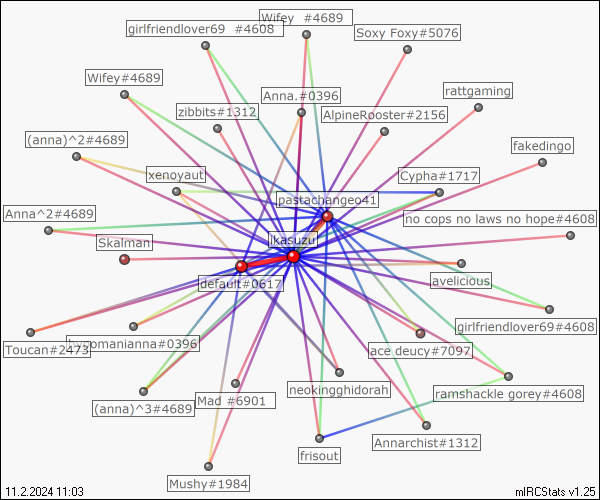 Wifey #4689
girlfriendlover69 #4608
Soxy Foxy#5076
Wifey#4689
Anna.#0396
rattgaming
zibbits#1312
AlpineRooster#2156
(anna)^2#4689
fakedingo
xenoyaut
Cypha#1717
pastachangeo41
Anna^2#4689
no cops no laws no hope#4608
Skalman
ikasuzu
default#0617
avelicious
girlfriendlover69#4608
Toucan#2473
hypomanianna#0396
ace deucy#7097
neokingghidorah
ramshackle gorey#4608
(anna)^3#4689
Mad #6901
Annarchist#1312
frisout
Mushy#1984
11.2.2024 11:03
mIRCStats v1.25